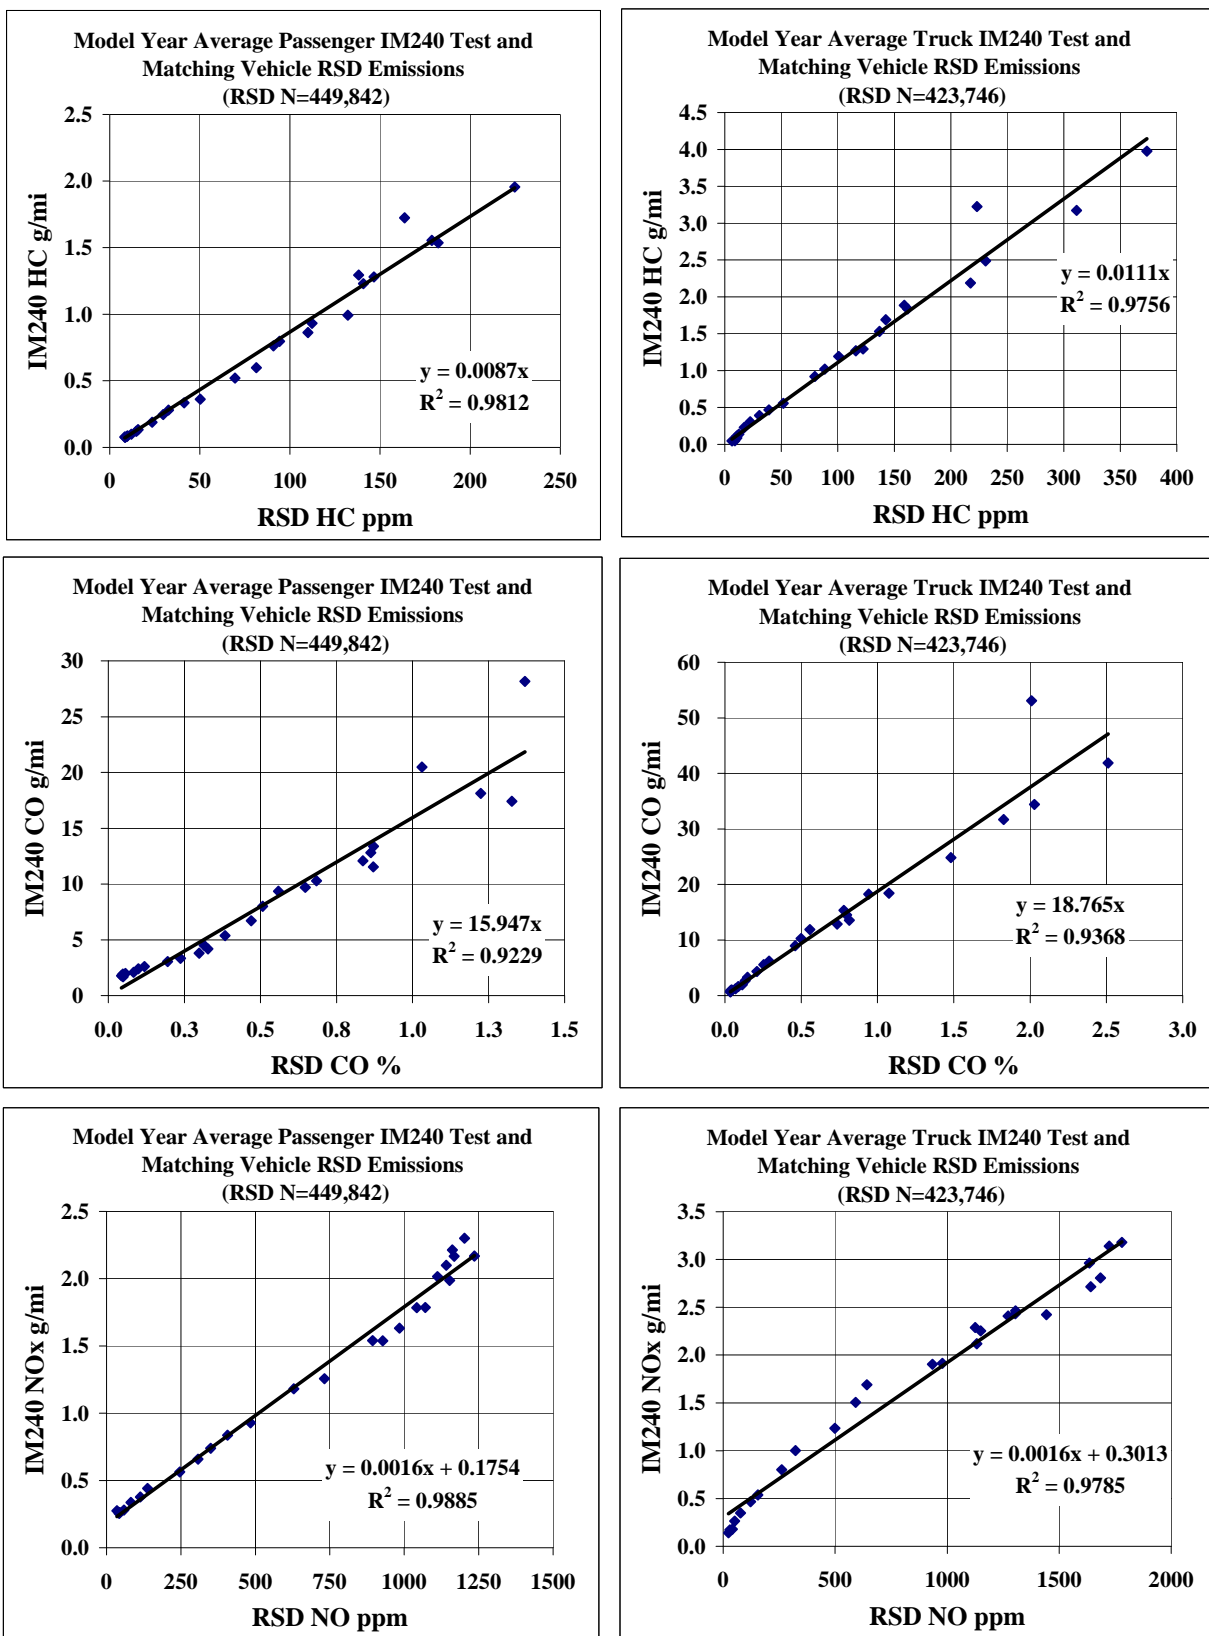 Model Year Average Passenger IM240 Test and
Matching Vehicle RSD Emissions
(RSD N=449,842)
2.5
2.0
1.5
1.0
0.5
0.0
IM240 HC g/mi
y = 0.0087x
R² = 0.9812
0 50 100 150 200 250
RSD HC ppm
Model Year Average Truck IM240 Test and
Matching Vehicle RSD Emissions
(RSD N=423,746)
4.5
4.0
3.5
3.0
2.5
2.0
1.5
1.0
0.5
0.0
IM240 HC g/mi
y = 0.0111x
R² = 0.9756
0 50 100 150 200 250 300 350 400
RSD HC ppm
Model Year Average Passenger IM240 Test and
Matching Vehicle RSD Emissions
(RSD N=449,842)
30
25
20
15
10
5
0
IM240 CO g/mi
y = 15.947x
R² = 0.9229
0.0 0.3 0.5 0.8 1.0 1.3 1.5
RSD CO %
Model Year Average Truck IM240 Test and
Matching Vehicle RSD Emissions
(RSD N=423,746)
60
50
40
30
20
10
0
IM240 CO g/mi
y = 18.765x
R² = 0.9368
0.0 0.5 1.0 1.5 2.0 2.5 3.0
RSD CO %
Model Year Average Passenger IM240 Test and
Matching Vehicle RSD Emissions
(RSD N=449,842)
2.5
2.0
1.5
1.0
0.5
0.0
IM240 NOx g/mi
y = 0.0016x + 0.1754
R² = 0.9885
0 250 500 750 1000 1250 1500
RSD NO ppm
Model Year Average Truck IM240 Test and
Matching Vehicle RSD Emissions
(RSD N=423,746)
3.5
3.0
2.5
2.0
1.5
1.0
0.5
0.0
IM240 NOx g/mi
y = 0.0016x + 0.3013
R² = 0.9785
0 500 1000 1500 2000
RSD NO ppm